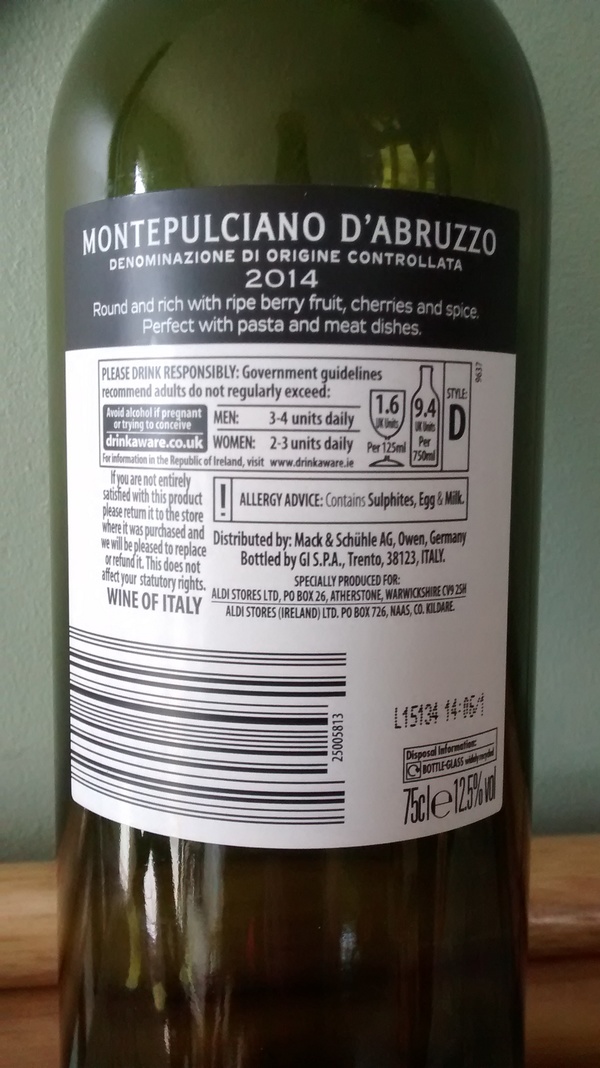 MONTEPULCIANO D'ABRUZZO
DENOMINAZIONE DI ORIGINE CONTROLLATA
2014
Round and rich with ripe berry fruit, cherries and spice.
Perfect with pasta and meat dishes.
PLEASE DRINK RESPONSIBLY: Government guidelines
recommend adults do not regularly exceed:
Avoid alcohol if pregnant
or trying to conceive
drinkaware.co.uk
MEN: 3-4 units daily
WOMEN: 2-3 units daily
For information in the Republic of Ireland, visit www.drinkaware.ie
1.6
UK Units
Per 125ml
9.4
UK Units
Per
750ml
STYLE:
D
9637
If you are not entirely
satisfied with this product
please return it to the store
where it was purchased and
we will be pleased to replace
or refund it. This does not
affect your statutory rights.
WINE OF ITALY
! ALLERGY ADVICE: Contains Sulphites, Egg & Milk.
Distributed by: Mack & Schühle AG, Owen, Germany
Bottled by GI S.P.A., Trento, 38123, ITALY.
SPECIALLY PRODUCED FOR:
ALDI STORES LTD, PO BOX 26, ATHERSTONE, WARWICKSHIRE CV9 2SH
ALDI STORES (IRELAND) LTD. PO BOX 726, NAAS, CO. KILDARE.
25005813
L15134 14:06/1
Disposal Information:
BOTTLE-GLASS widely recycled
75cl e 12.5% vol